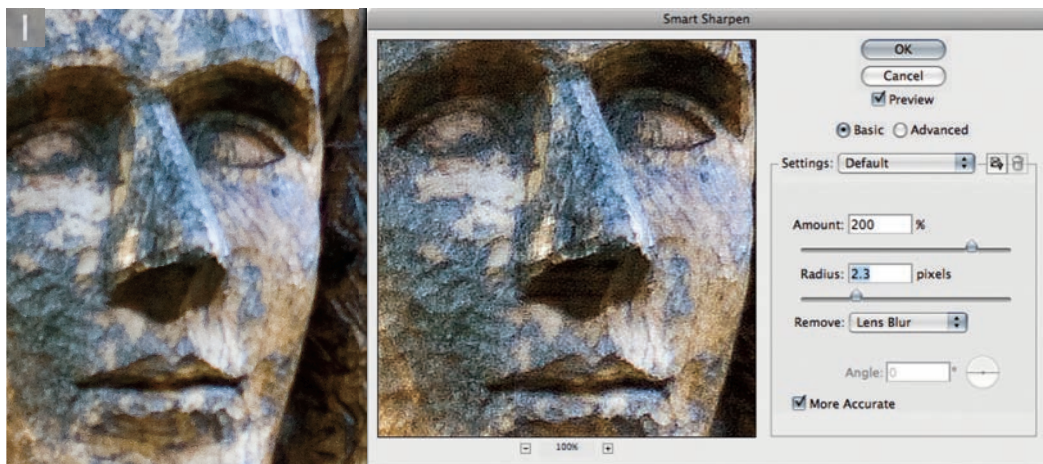 I
Smart Sharpen
OK
Cancel
Preview
Basic Advanced
Settings: Default
Amount: 200 %
Radius: 2.3 pixels
Remove: Lens Blur
Angle: 0 °
More Accurate
100%